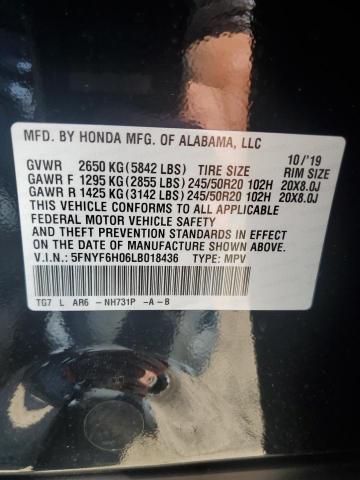 MFD. BY HONDA MFG. OF ALABAMA, LLC
10/'19
GVWR 2650 KG(5842 LBS) TIRE SIZE RIM SIZE
GAWR F 1295 KG(2855 LBS)245/50R20 102H 20X8.0J
GAWR R 1425 KG(3142 LBS)245/50R20 102H 20X8.0J
THIS VEHICLE CONFORMS TO ALL APPLICABLE
FEDERAL MOTOR VEHICLE SAFETY, BUMPER,
AND THEFT PREVENTION STANDARDS IN EFFECT
ON THE DATE OF MANUFACTURE SHOWN ABOVE.
V.I.N.: 5FNYF6H06LB018436 TYPE: MPV
TG7 L AR6 -NH731P -A-B